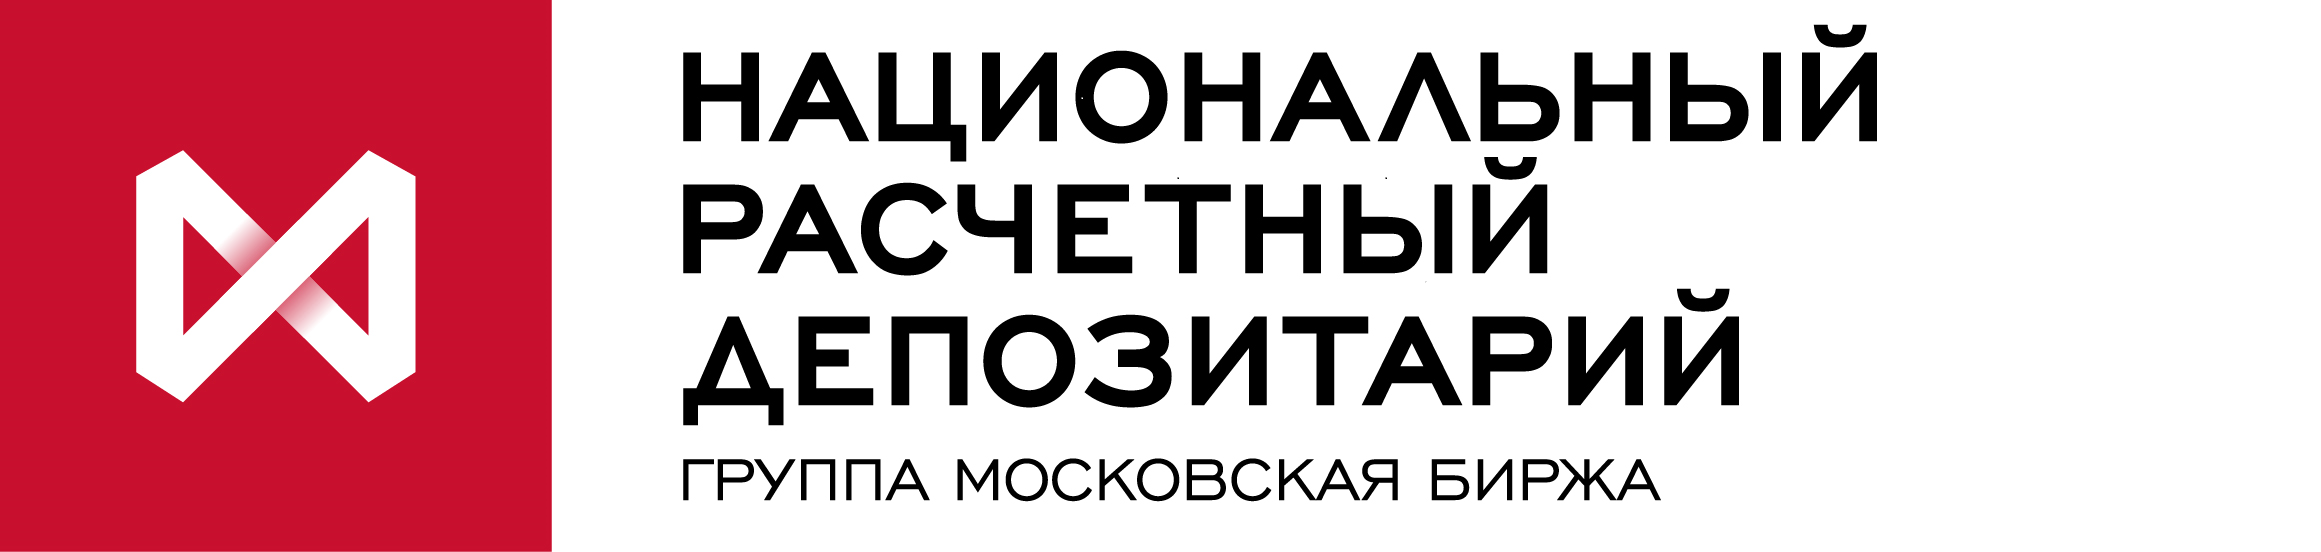 НАЦИОНАЛЬНЫЙ
РАСЧЕТНЫЙ
ДЕПОЗИТАРИЙ
ГРУППА МОСКОВСКАЯ БИРЖА